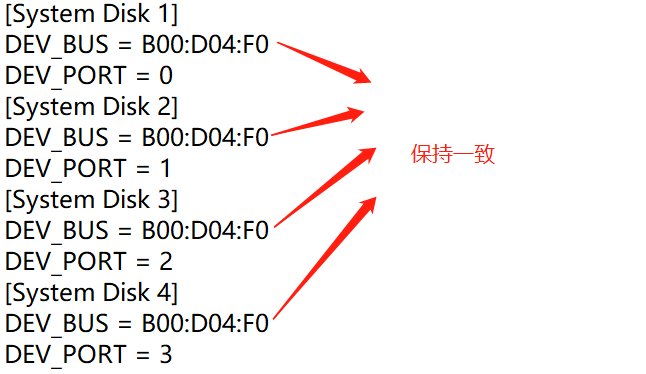 [System Disk 1]
DEV_BUS = B00:D04:F0
DEV_PORT = 0
[System Disk 2]
DEV_BUS = B00:D04:F0
DEV_PORT = 1
保持一致
[System Disk 3]
DEV_BUS = B00:D04:F0
DEV_PORT = 2
[System Disk 4]
DEV_BUS = B00:D04:F0
DEV_PORT = 3